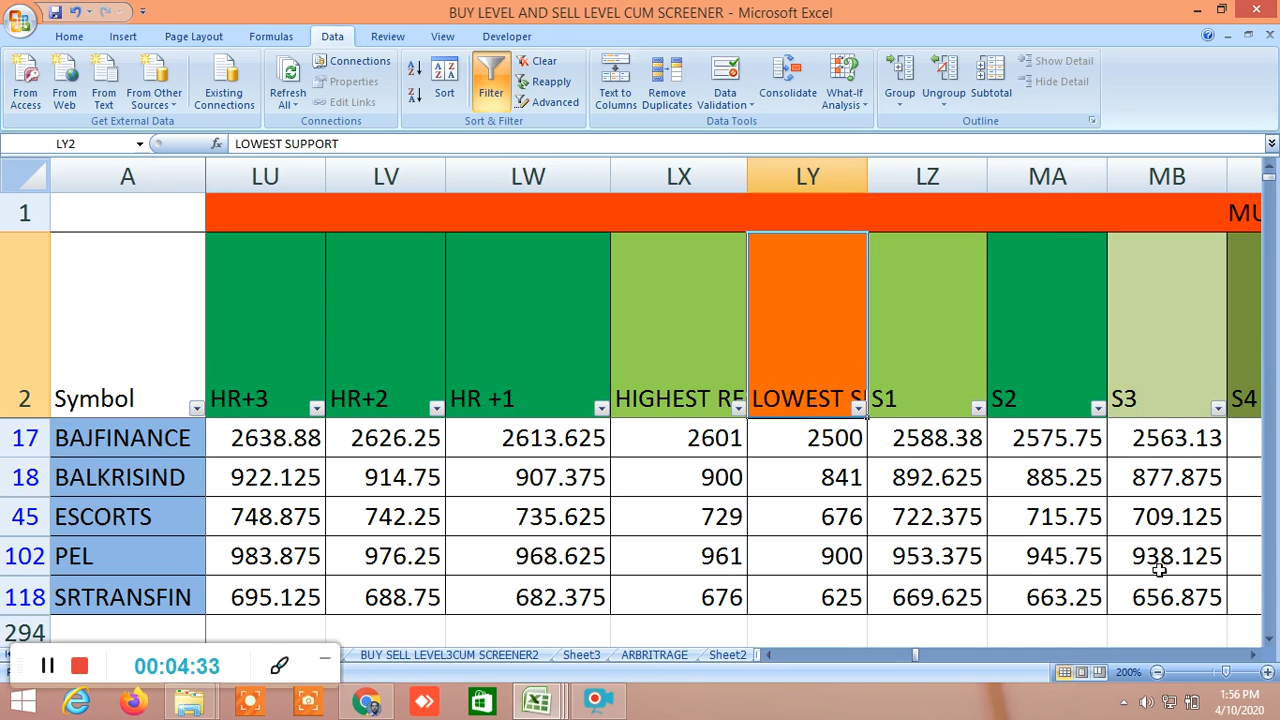 BUY LEVEL AND SELL LEVEL CUM SCREENER - Microsoft Excel
Home Insert Page Layout Formulas Data Review View Developer
From Access
From Web
From Text
From Other Sources
Existing Connections
Get External Data
Refresh All
Connections
Properties
Edit Links
Connections
Sort
Filter
Clear
Reapply
Advanced
Sort & Filter
Text to Columns
Remove Duplicates
Data Validation
Consolidate
What-If Analysis
Data Tools
Group
Ungroup
Subtotal
Show Detail
Hide Detail
Outline
LY2 fx LOWEST SUPPORT
A LU LV LW LX LY LZ MA MB
1 MU
2 Symbol HR+3 HR+2 HR +1 HIGHEST RE LOWEST S S1 S2 S3 S4
17 BAJFINANCE 2638.88 2626.25 2613.625 2601 2500 2588.38 2575.75 2563.13
18 BALKRISIND 922.125 914.75 907.375 900 841 892.625 885.25 877.875
45 ESCORTS 748.875 742.25 735.625 729 676 722.375 715.75 709.125
102 PEL 983.875 976.25 968.625 961 900 953.375 945.75 938.125
118 SRTRANSFIN 695.125 688.75 682.375 676 625 669.625 663.25 656.875
294
BUY SELL LEVEL3CUM SCREENER2 Sheet3 ARBITRAGE Sheet2
00:04:33
200%
1:56 PM
4/10/2020